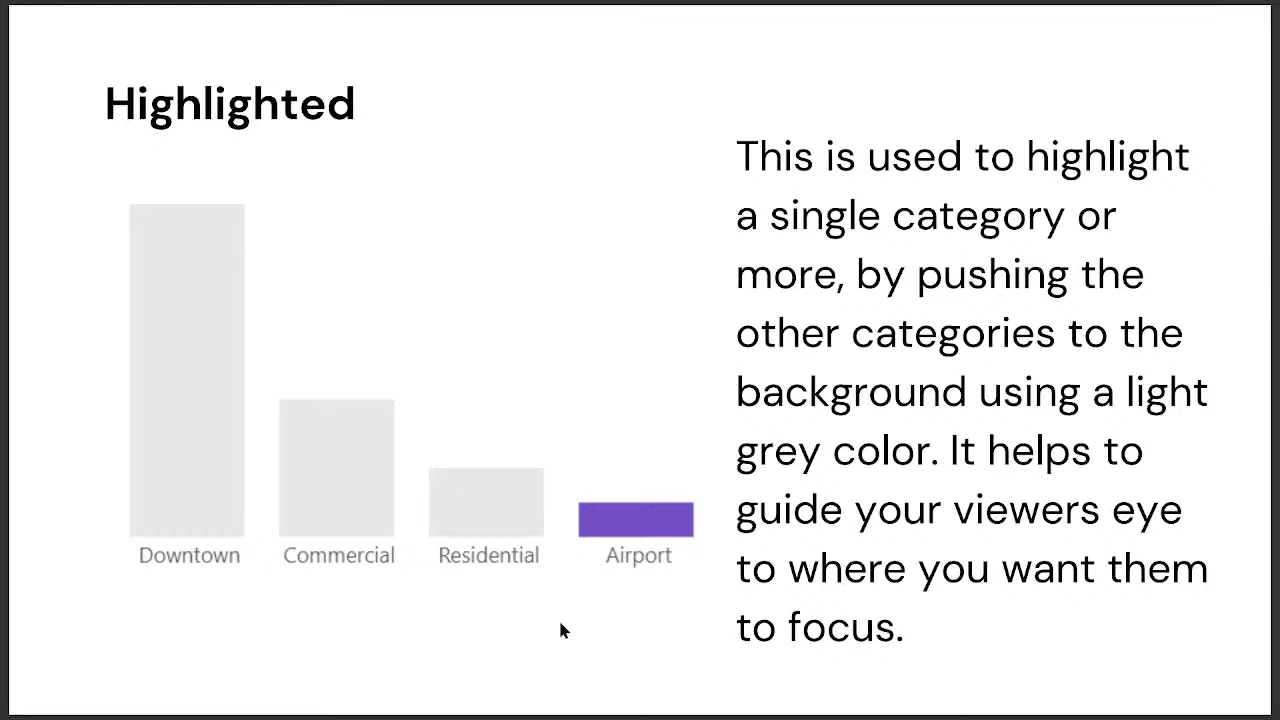 Highlighted
This is used to highlight
a single category or
more, by pushing the
other categories to the
background using a light
grey color. It helps to
guide your viewers eye
to where you want them
to focus.
Downtown
Commercial
Residential
Airport